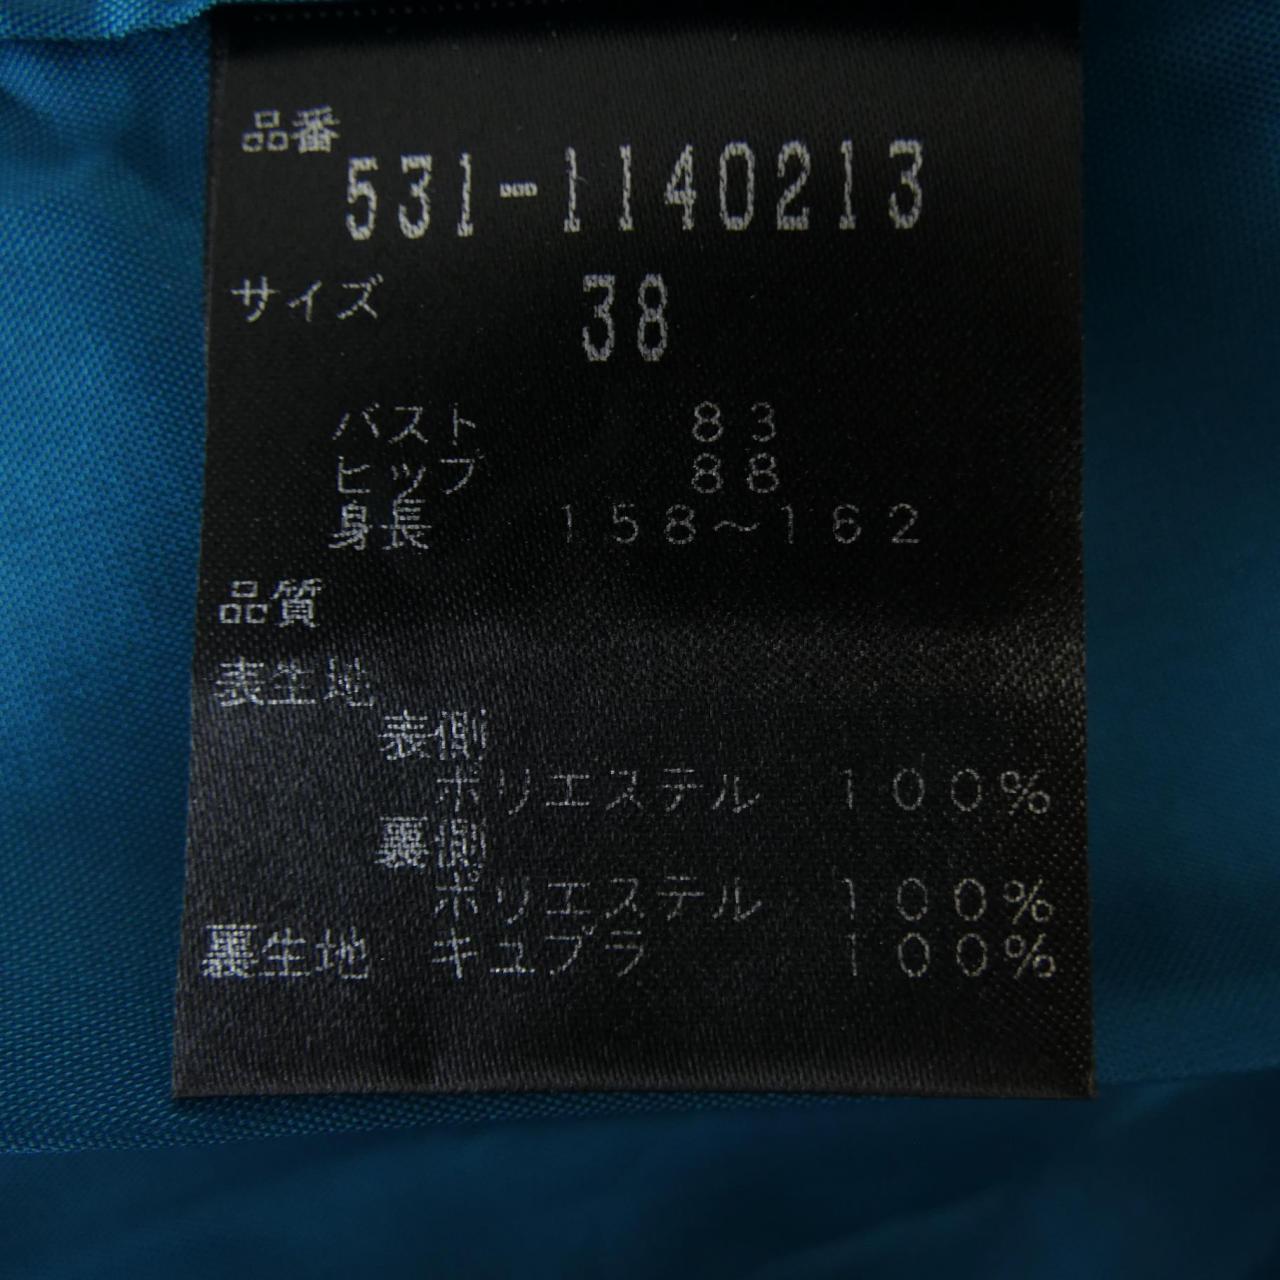 品番
531-1140213
サイズ 38
バスト 83
ヒップ 88
身長 158〜162
品質
表生地
表側
ポリエステル 100%
裏側
ポリエステル 100%
裏生地 キュプラ 100%